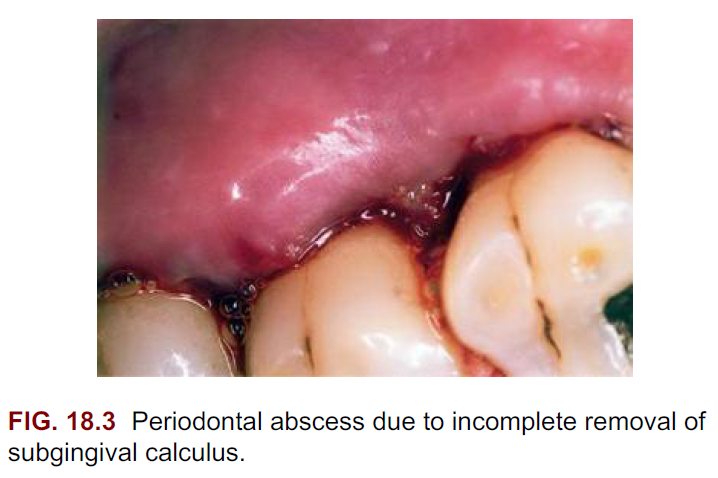 FIG. 18.3 Periodontal abscess due to incomplete removal of
subgingival calculus.